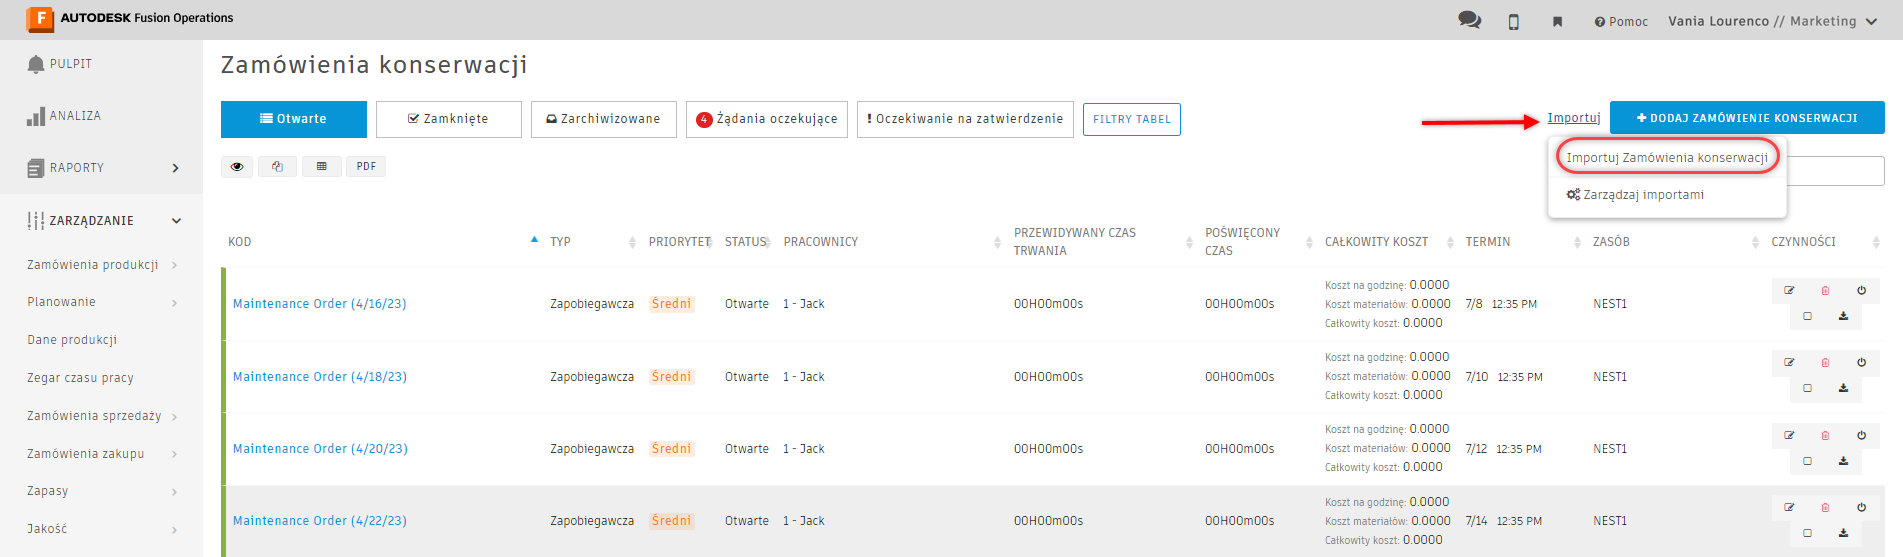 AUTODESK Fusion Operations
Pomoc
Vania Lourenco // Marketing
PULPIT
ANALIZA
RAPORTY
ZARZĄDZANIE
Zamówienia produkcji
Planowanie
Dane produkcji
Zegar czasu pracy
Zamówienia sprzedaży
Zamówienia zakupu
Zapasy
Jakość
Zamówienia konserwacji
Otwarte
Zamknięte
Zarchiwizowane
4 Żądania oczekujące
! Oczekiwanie na zatwierdzenie
FILTRY TABEL
Importuj
+ DODAJ ZAMÓWIENIE KONSERWACJI
Importuj Zamówienia konserwacji
Zarządzaj importami
PDF
KOD TYP PRIORYTET STATUS PRACOWNICY PRZEWIDYWANY CZAS TRWANIA POŚWIĘCONY CZAS CAŁKOWITY KOSZT TERMIN ZASÓB CZYNNOŚCI
Koszt na godzinę: 0.0000
Maintenance Order (4/16/23) Zapobiegawcza Średni Otwarte 1 - Jack 00H00m00s 00H00m00s Koszt materiałów: 0.0000 7/8 12:35 PM NEST1
Całkowity koszt: 0.0000
Koszt na godzinę: 0.0000
Maintenance Order (4/18/23) Zapobiegawcza Średni Otwarte 1 - Jack 00H00m00s 00H00m00s Koszt materiałów: 0.0000 7/10 12:35 PM NEST1
Całkowity koszt: 0.0000
Koszt na godzinę: 0.0000
Maintenance Order (4/20/23) Zapobiegawcza Średni Otwarte 1 - Jack 00H00m00s 00H00m00s Koszt materiałów: 0.0000 7/12 12:35 PM NEST1
Całkowity koszt: 0.0000
Koszt na godzinę: 0.0000
Maintenance Order (4/22/23) Zapobiegawcza Średni Otwarte 1 - Jack 00H00m00s 00H00m00s Koszt materiałów: 0.0000 7/14 12:35 PM NEST1
Całkowity koszt: 0.0000